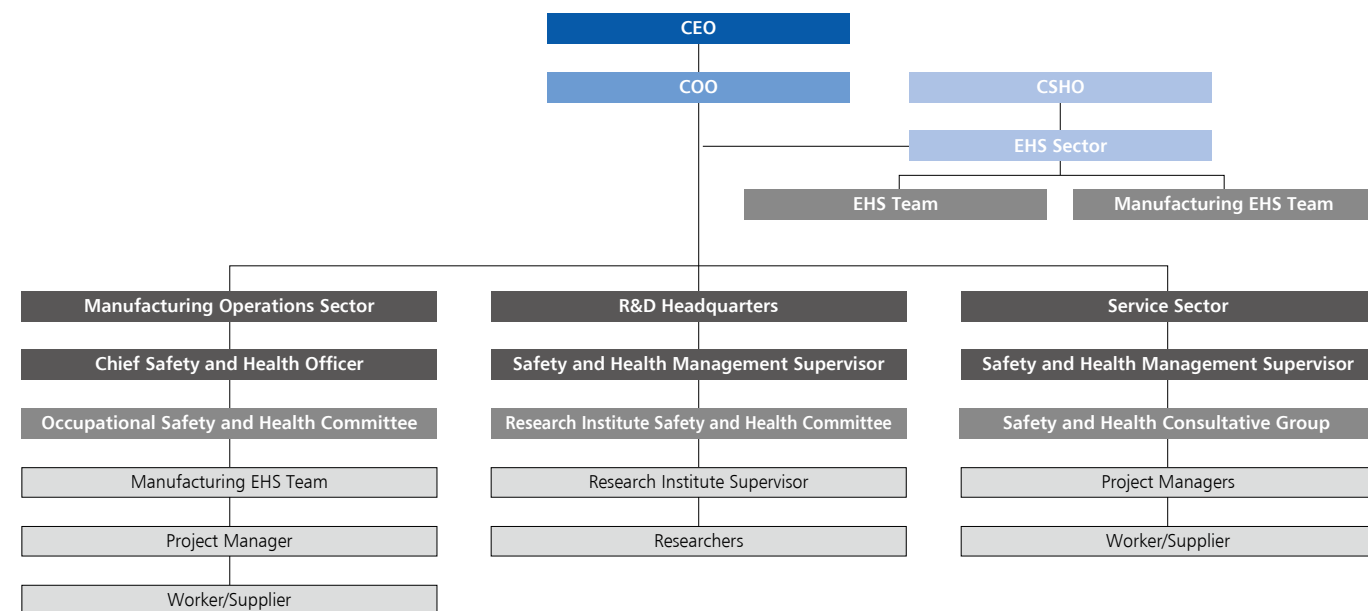 CEO
COO
CSHO
EHS Sector
EHS Team
Manufacturing EHS Team
Manufacturing Operations Sector
R&D Headquarters
Service Sector
Chief Safety and Health Officer
Safety and Health Management Supervisor
Safety and Health Management Supervisor
Occupational Safety and Health Committee
Research Institute Safety and Health Committee
Safety and Health Consultative Group
Manufacturing EHS Team
Research Institute Supervisor
Project Managers
Project Manager
Researchers
Worker/Supplier
Worker/Supplier